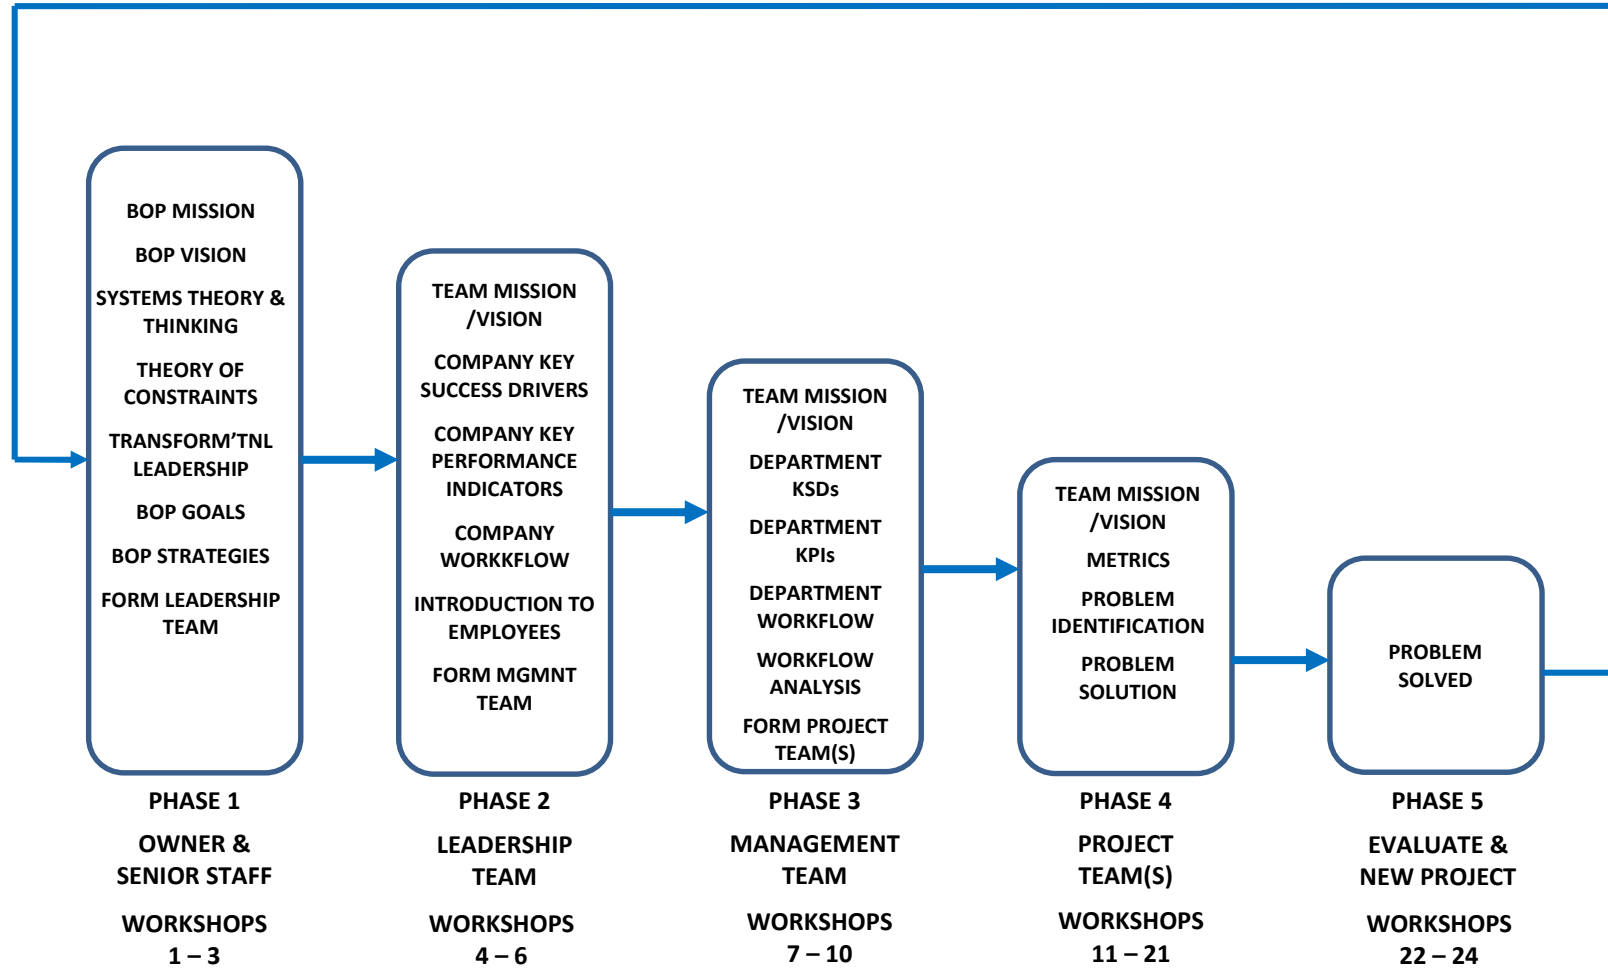 BOP MISSION
BOP VISION
SYSTEMS THEORY &
THINKING
THEORY OF
CONSTRAINTS
TRANSFORM’TNL
LEADERSHIP
BOP GOALS
BOP STRATEGIES
FORM LEADERSHIP
TEAM
PHASE 1
OWNER &
SENIOR STAFF
WORKSHOPS
1 – 3
TEAM MISSION
/VISION
COMPANY KEY
SUCCESS DRIVERS
COMPANY KEY
PERFORMANCE
INDICATORS
COMPANY
WORKKFLOW
INTRODUCTION TO
EMPLOYEES
FORM MGMNT
TEAM
PHASE 2
LEADERSHIP
TEAM
WORKSHOPS
4 – 6
TEAM MISSION
/VISION
DEPARTMENT
KSDs
DEPARTMENT
KPIs
DEPARTMENT
WORKFLOW
WORKFLOW
ANALYSIS
FORM PROJECT
TEAM(S)
PHASE 3
MANAGEMENT
TEAM
WORKSHOPS
7 – 10
TEAM MISSION
/VISION
METRICS
PROBLEM
IDENTIFICATION
PROBLEM
SOLUTION
PHASE 4
PROJECT
TEAM(S)
WORKSHOPS
11 – 21
PROBLEM
SOLVED
PHASE 5
EVALUATE &
NEW PROJECT
WORKSHOPS
22 – 24